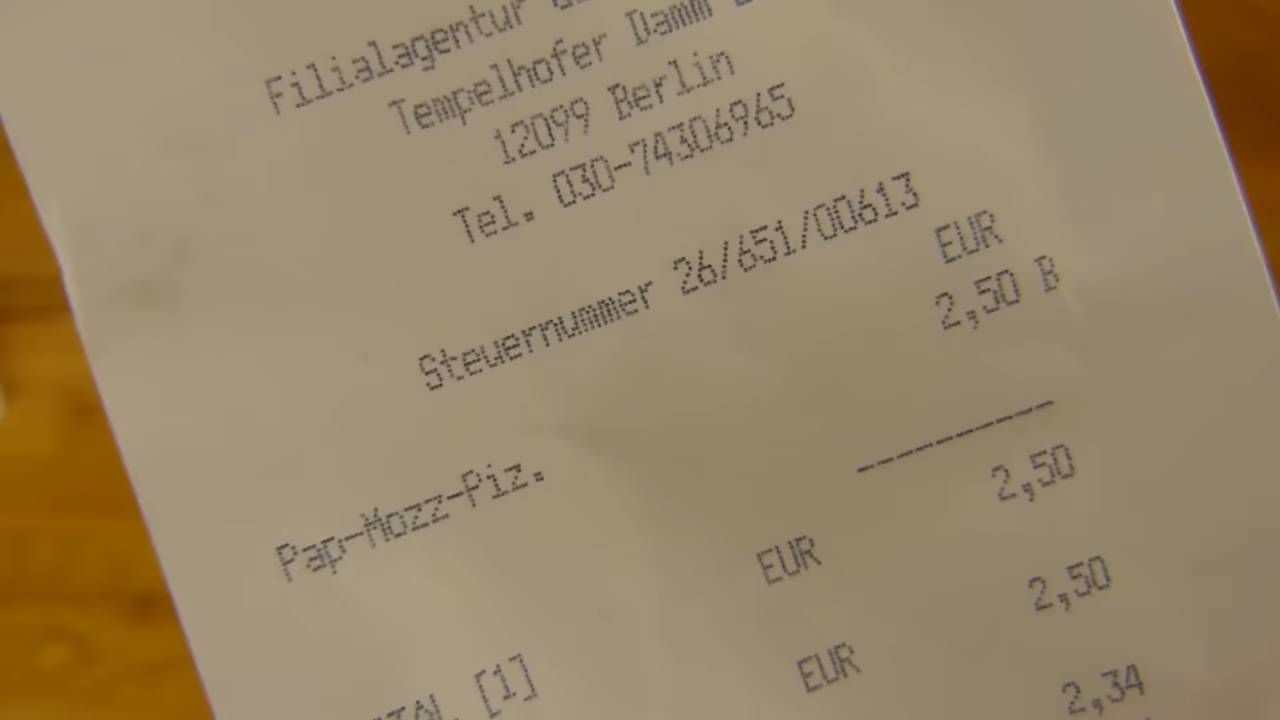 Filialagentur
Tempelhofer Damm
12099 Berlin
Tel. 030-74306965
Steuernummer 26/651/00613
EUR
Pap-Mozz-Piz. 2,50 B
----------
[1] EUR 2,50
EUR 2,50
2,34